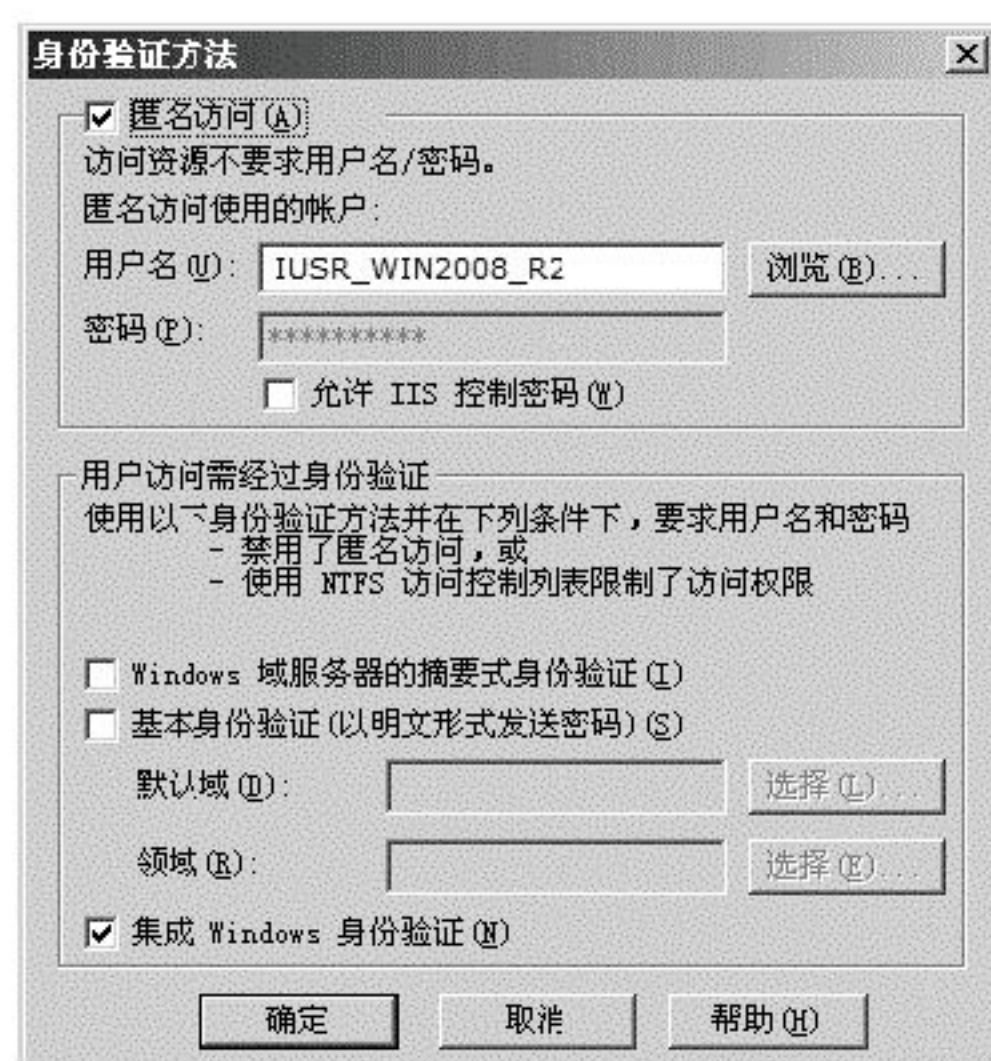 身份验证方法
匿名访问(A)
访问资源不要求用户名/密码。
匿名访问使用的帐户:
用户名(U): IUSR_WIN2008_R2 浏览(B)...
密码(P): **********
允许 IIS 控制密码(W)
用户访问需经过身份验证
使用以下身份验证方法并在下列条件下,要求用户名和密码
- 禁用了匿名访问,或
- 使用 NTFS 访问控制列表限制了访问权限
Windows 域服务器的摘要式身份验证(I)
基本身份验证(以明文形式发送密码)(S)
默认域(D): 选择(L)...
领域(R): 选择(E)...
集成 Windows 身份验证(N)
确定 取消 帮助(H)